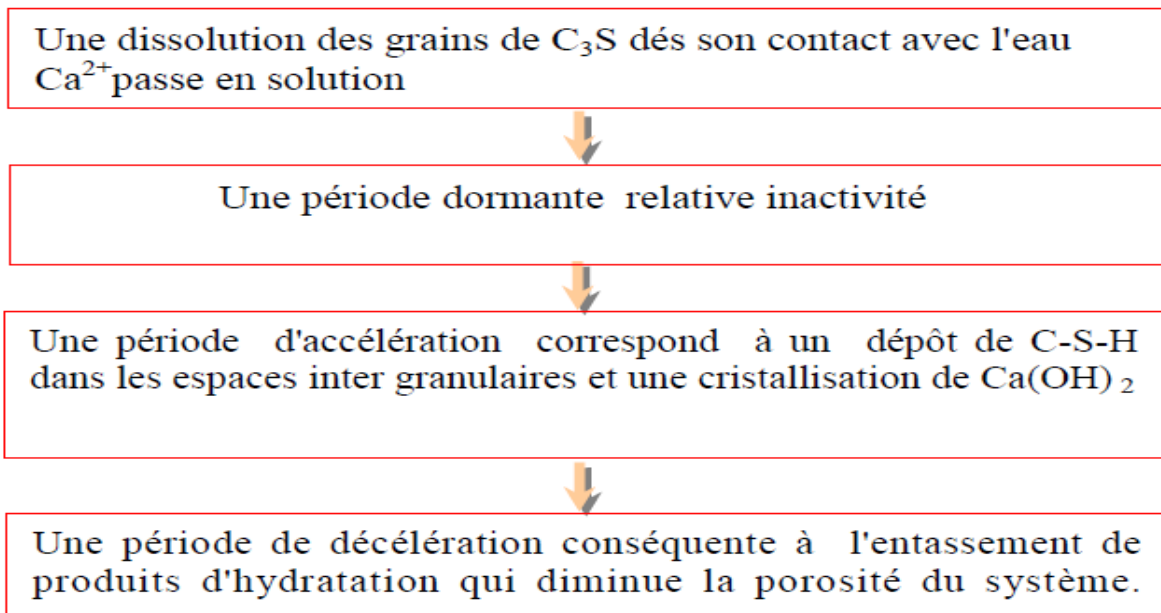 Une dissolution des grains de C₃S dés son contact avec l'eau
Ca²⁺passe en solution
Une période dormante relative inactivité
Une période d'accélération correspond à un dépôt de C-S-H
dans les espaces inter granulaires et une cristallisation de Ca(OH) ₂
Une période de décélération conséquente à l'entassement de
produits d'hydratation qui diminue la porosité du système.